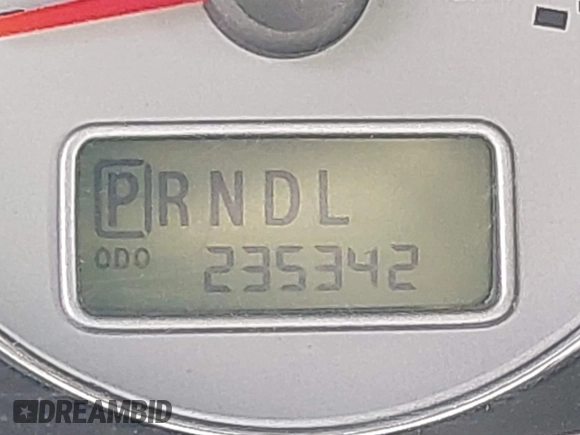 PRNDL
ODO 235342
DREAMBID